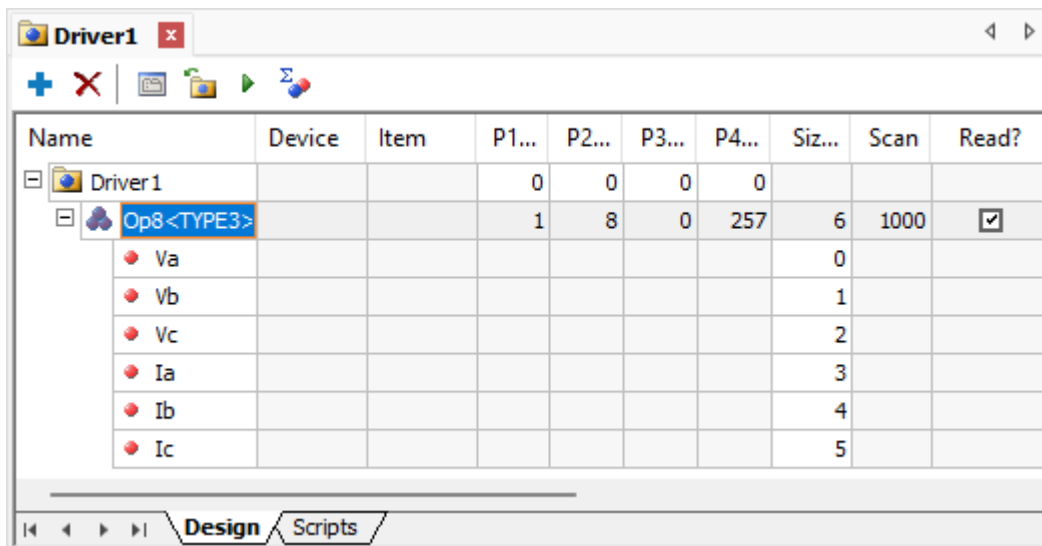 Driver1
Name Device Item P1... P2... P3... P4... Siz... Scan Read?
Driver1 0 0 0 0
Op8<TYPE3> 1 8 0 257 6 1000
Va 0
Vb 1
Vc 2
Ia 3
Ib 4
Ic 5
Design Scripts